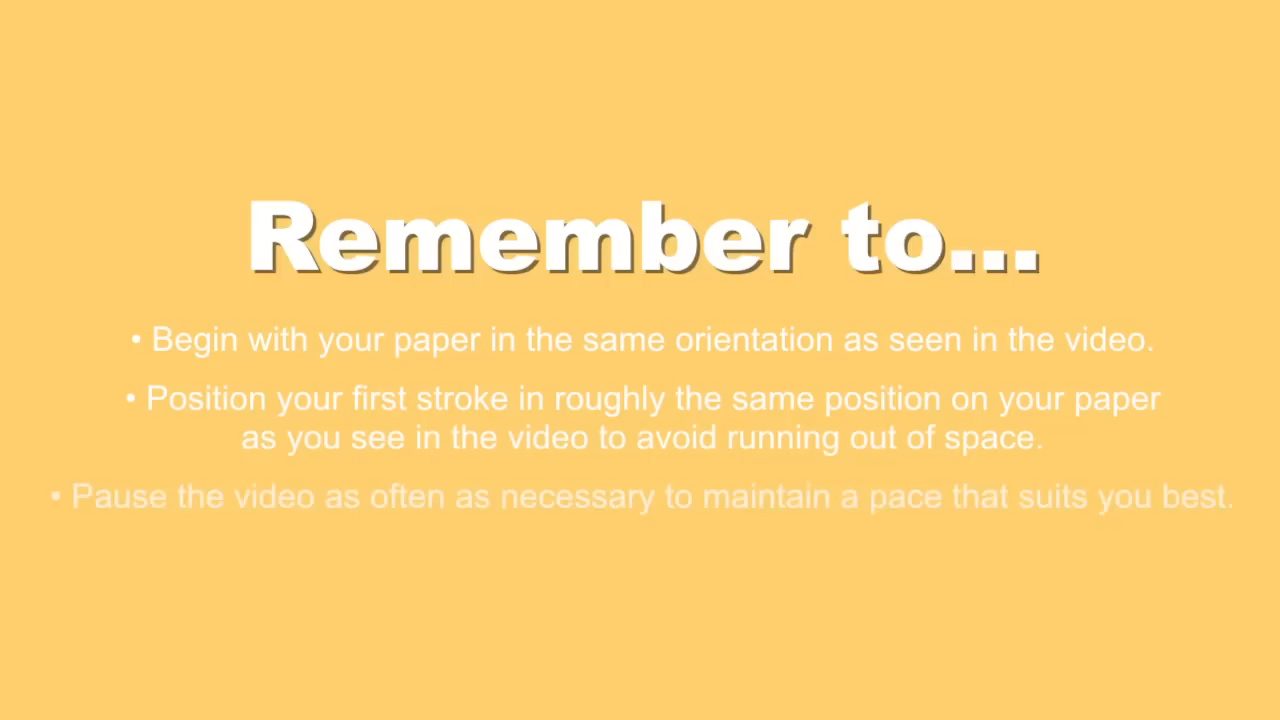 Remember to...
• Begin with your paper in the same orientation as seen in the video.
• Position your first stroke in roughly the same position on your paper
as you see in the video to avoid running out of space.
• Pause the video as often as necessary to maintain a pace that suits you best.